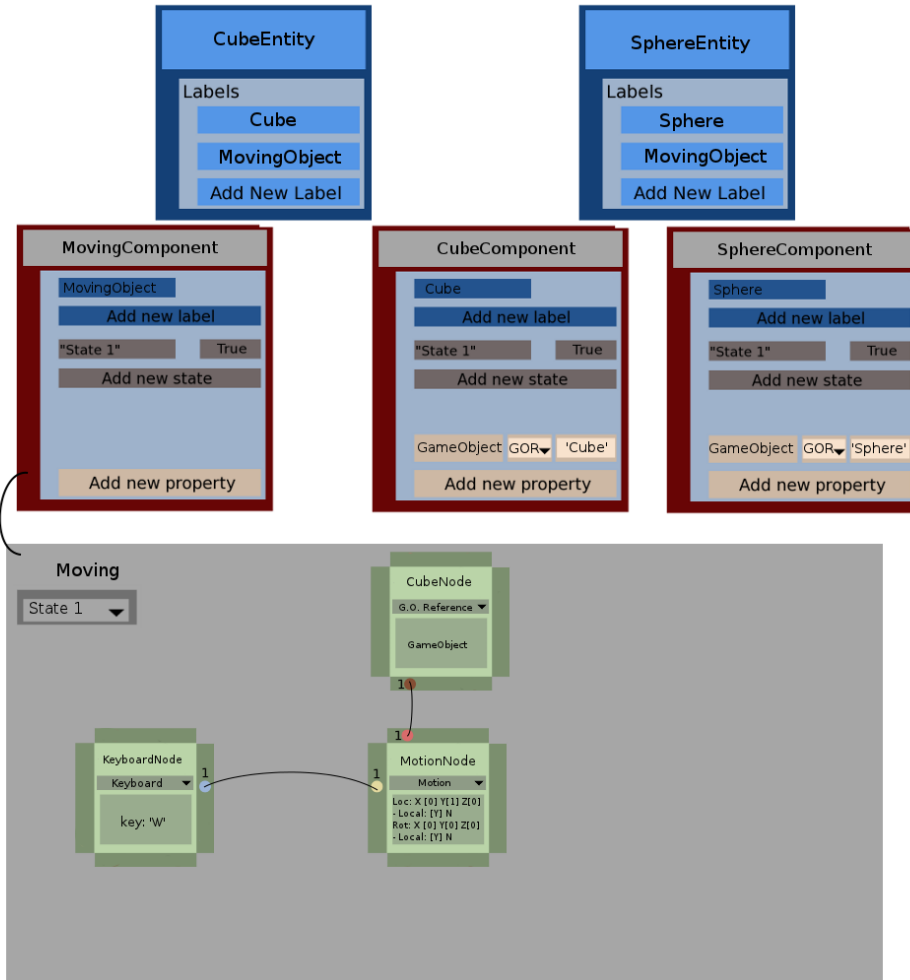 CubeEntity
Labels
Cube
MovingObject
Add New Label
SphereEntity
Labels
Sphere
MovingObject
Add New Label
MovingComponent
MovingObject
Add new label
"State 1" True
Add new state
Add new property
CubeComponent
Cube
Add new label
"State 1" True
Add new state
GameObject GOR 'Cube'
Add new property
SphereComponent
Sphere
Add new label
"State 1" True
Add new state
GameObject GOR 'Sphere'
Add new property
Moving
State 1
CubeNode
G.O. Reference
GameObject
1
1
KeyboardNode
Keyboard
key: 'W'
1
1
MotionNode
Motion
Loc: X [0] Y[1] Z[0]
- Local: [Y] N
Rot: X [0] Y[0] Z[0]
- Local: [Y] N